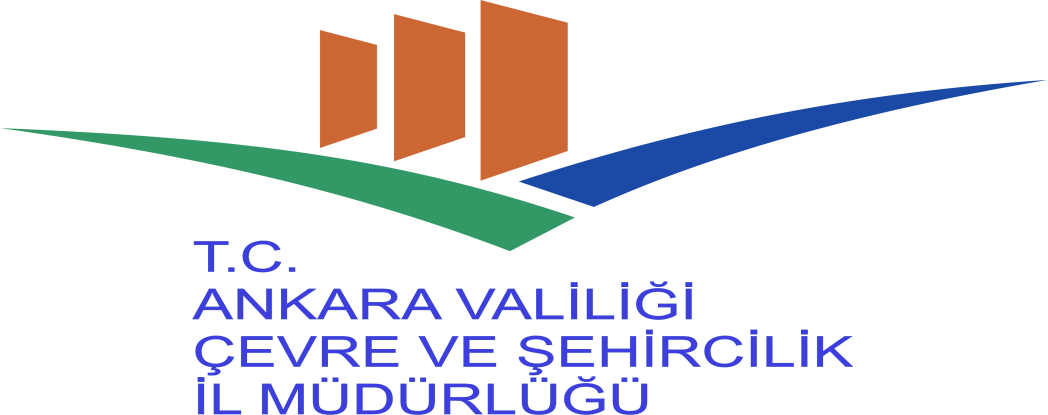 T.C.
ANKARA VALİLİĞİ
ÇEVRE VE ŞEHİRCİLİK
İL MÜDÜRLÜĞÜ